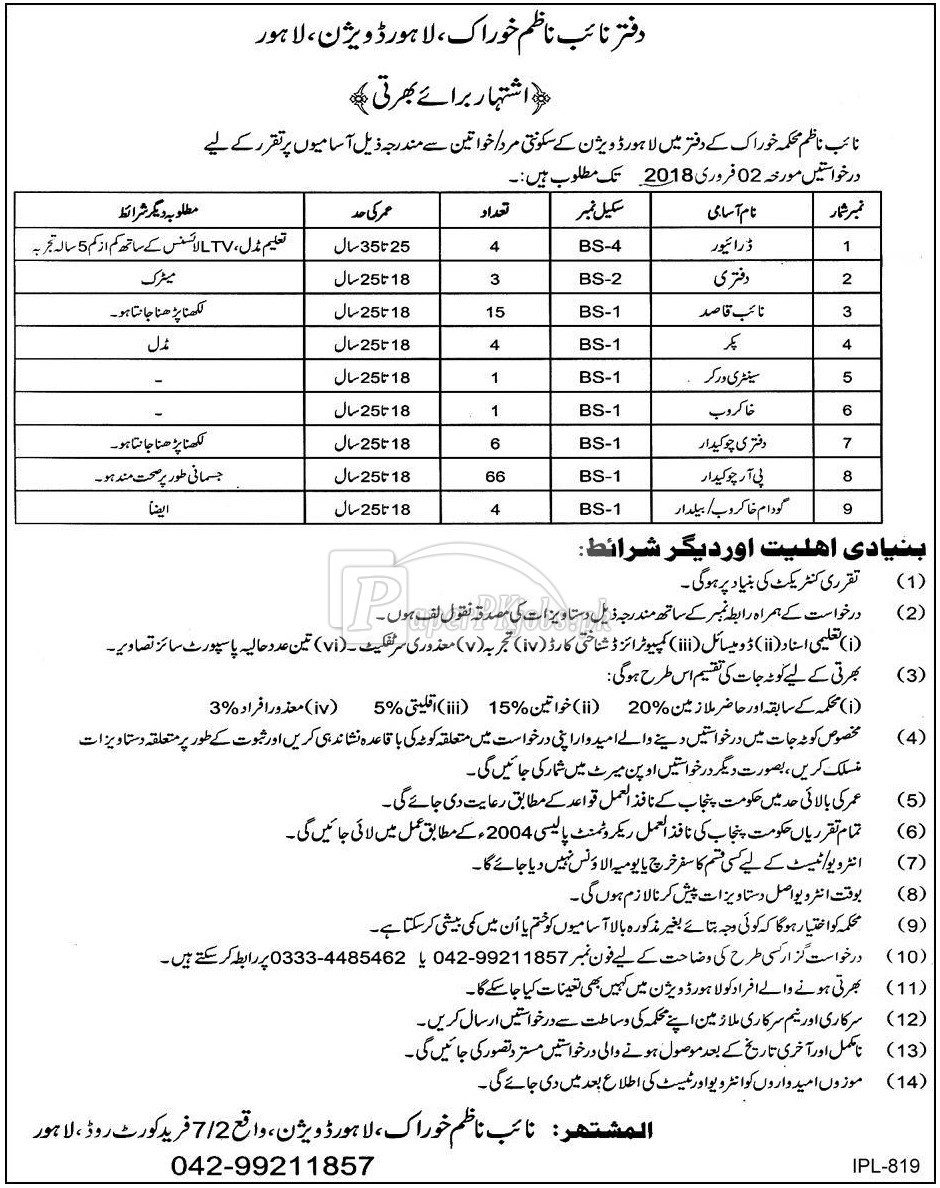 دفتر نائب ناظم خوراک، لاہور ڈویژن، لاہور
اشتہار برائے بھرتی
نائب ناظم محکمہ خوراک کے دفتر میں لاہور ڈویژن کے سکونتی مرد/خواتین سے مندرجہ ذیل آسامیوں پر تقرر کے لیے
درخواستیں مورخہ 02 فروری 2018 تک مطلوب ہیں:۔
نمبر شمار نام آسامی سکیل نمبر تعداد عمر کی حد مطلوبہ دیگر شرائط
1 ڈرائیور BS-4 4 25 تا 35 سال تعلیم مڈل، LTV لائسنس کے ساتھ کم از کم 5 سالہ تجربہ
2 دفتری BS-2 3 18 تا 25 سال میٹرک
3 نائب قاصد BS-1 15 18 تا 25 سال لکھنا پڑھنا جانتا ہو۔
4 پکر BS-1 4 18 تا 25 سال مڈل
5 سینٹری ورکر BS-1 1 18 تا 25 سال -
6 خاکروب BS-1 1 18 تا 25 سال -
7 دفتری چوکیدار BS-1 6 18 تا 25 سال لکھنا پڑھنا جانتا ہو۔
8 پی آر چوکیدار BS-1 66 18 تا 25 سال جسمانی طور پر صحت مند ہو۔
9 گودام خاکروب/بیلدار BS-1 4 18 تا 25 سال ایضا
بنیادی اہلیت اور دیگر شرائط:
(1) تقرری کنٹریکٹ کی بنیاد پر ہوگی۔
(2) درخواست کے ہمراہ رابطہ نمبر کے ساتھ مندرجہ ذیل دستاویزات کی مصدقہ نقول لف ہوں۔
(i) تعلیمی اسناد (ii) ڈومیسائل (iii) کمپیوٹرائزڈ شناختی کارڈ (iv) تجربہ (v) معذوری سرٹیفکیٹ۔ (vi) تین عدد حالیہ پاسپورٹ سائز تصاویر۔
(3) بھرتی کے لیے کوٹہ جات کی تقسیم اس طرح ہوگی:
(i) محکمہ کے سابقہ اور حاضر ملازمین 20% (ii) خواتین 15% (iii) اقلیتی 5% (iv) معذور افراد 3%
(4) مخصوص کوٹہ جات میں درخواستیں دینے والے امیدوار اپنی درخواست میں متعلقہ کوٹہ کی باقاعدہ نشاندہی کریں اور ثبوت کے طور پر متعلقہ دستاویزات
منسلک کریں، بصورت دیگر درخواستیں اوپن میرٹ میں شمار کی جائیں گی۔
(5) عمر کی بالائی حد میں حکومت پنجاب کے نافذ العمل قواعد کے مطابق رعایت دی جائے گی۔
(6) تمام تقرریاں حکومت پنجاب کی نافذ العمل ریکروٹمنٹ پالیسی 2004ء کے مطابق عمل میں لائی جائیں گی۔
(7) انٹرویو/ٹیسٹ کے لیے کسی قسم کا سفر خرچ یا یومیہ الاؤنس نہیں دیا جائے گا۔
(8) بوقت انٹرویو اصل دستاویزات پیش کرنا لازم ہوں گی۔
(9) محکمہ کو اختیار ہوگا کہ کوئی وجہ بتائے بغیر مذکورہ بالا آسامیوں کو ختم یا اُن میں کمی بیشی کر سکتا ہے۔
(10) درخواست گزار کسی طرح کی وضاحت کے لیے فون نمبر 042-99211857 یا 0333-4485462 پر رابطہ کر سکتے ہیں۔
(11) بھرتی ہونے والے افراد کو لاہور ڈویژن میں کہیں بھی تعینات کیا جا سکے گا۔
(12) سرکاری اور نیم سرکاری ملازمین اپنے محکمہ کی وساطت سے درخواستیں ارسال کریں۔
(13) نامکمل اور آخری تاریخ کے بعد موصول ہونے والی درخواستیں مسترد تصور کی جائیں گی۔
(14) موزوں امیدواروں کو انٹرویو اور ٹیسٹ کی اطلاع بعد میں دی جائے گی۔
المشتہر: نائب ناظم خوراک، لاہور ڈویژن، واقع 7/2 فرید کورٹ روڈ، لاہور
042-99211857
IPL-819
PaperPKjobs.pk